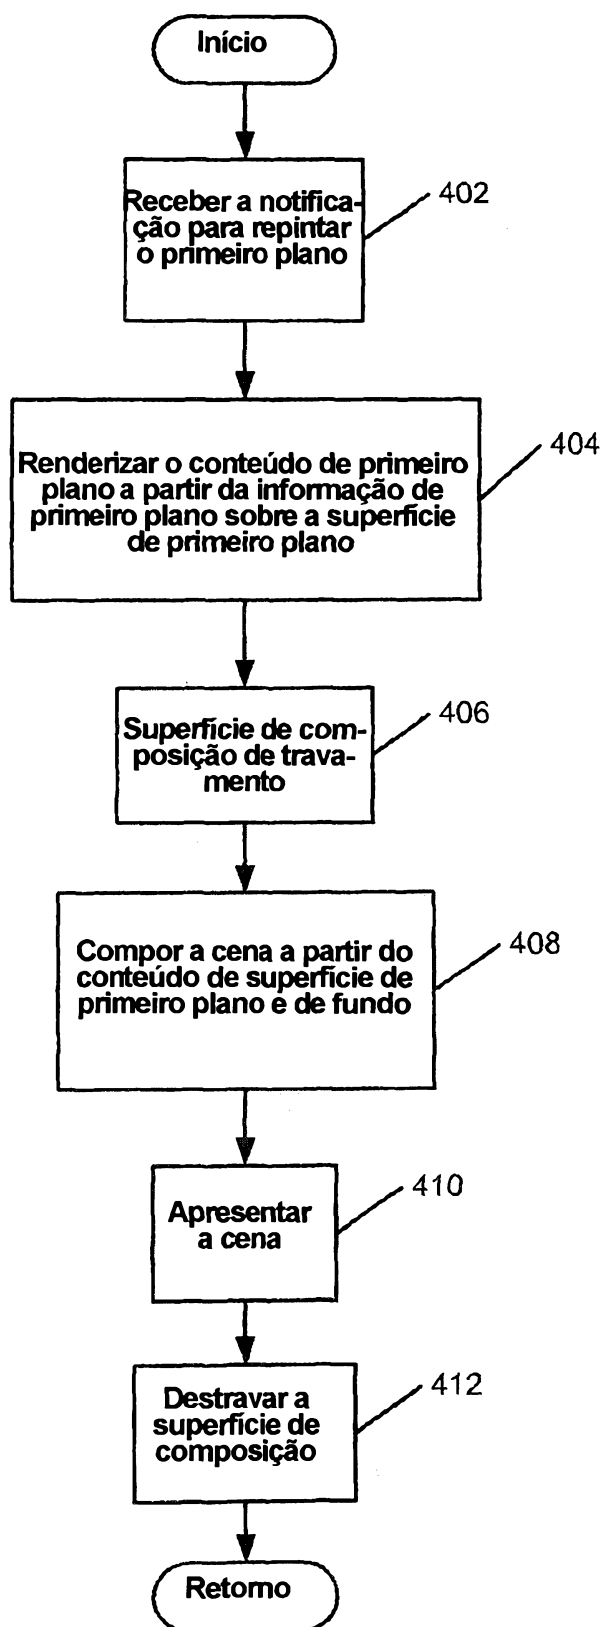 Início
Receber a notifica-
ção para repintar
o primeiro plano
402
Renderizar o conteúdo de primeiro
plano a partir da informação de
primeiro plano sobre a superfície
de primeiro plano
404
Superfície de com-
posição de trava-
mento
406
Compor a cena a partir do
conteúdo de superfície de
primeiro plano e de fundo
408
Apresentar
a cena
410
Destravar a
superfície de
composição
412
Retorno